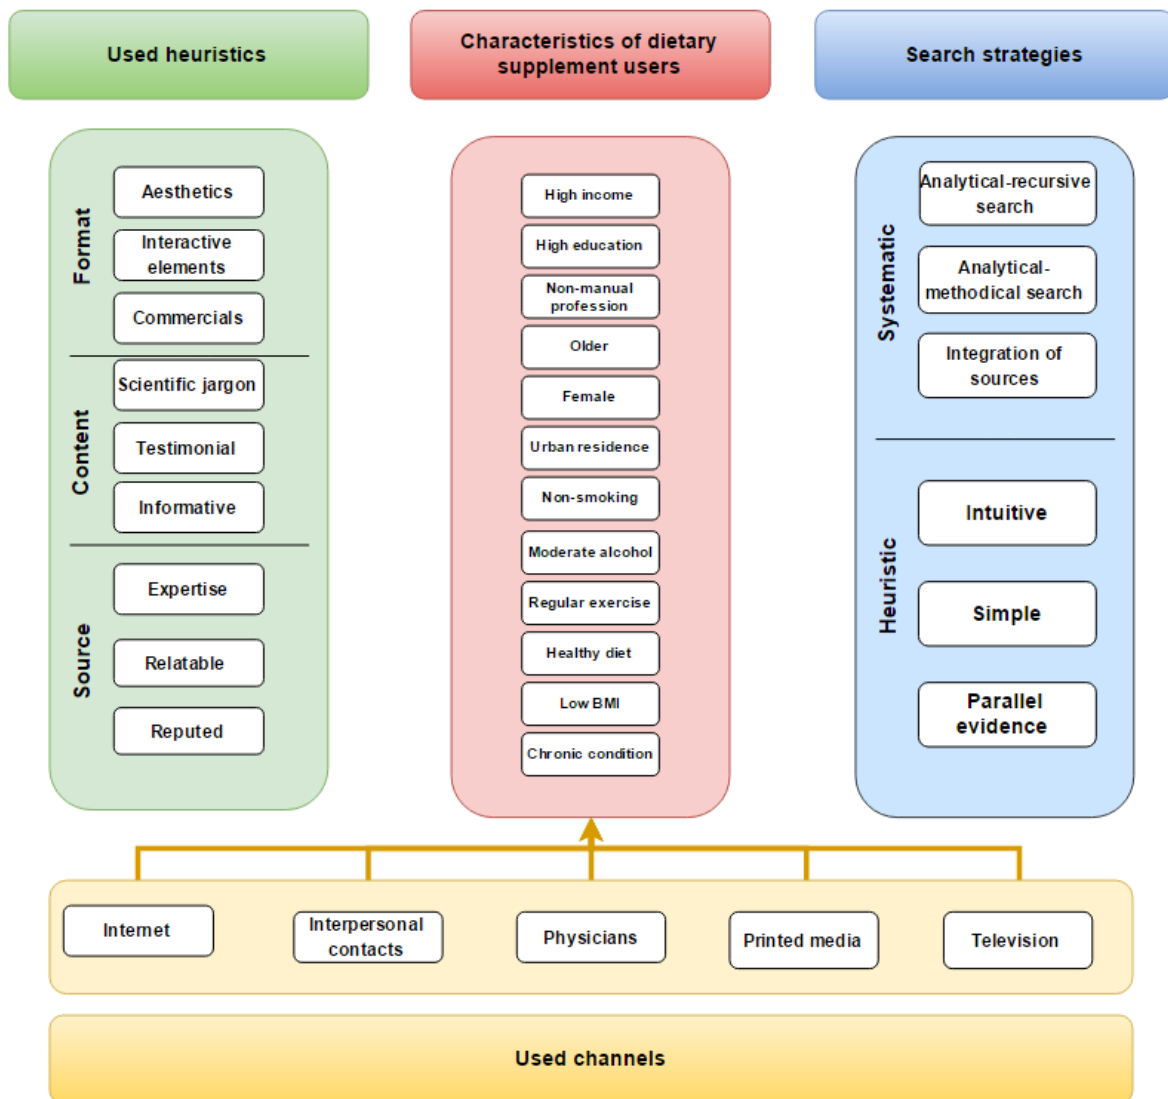 Used heuristics
Characteristics of dietary
supplement users
Search strategies
Format
Aesthetics
Interactive
elements
Commercials
Content
Scientific jargon
Testimonial
Informative
Source
Expertise
Relatable
Reputed
High income
High education
Non-manual
profession
Older
Female
Urban residence
Non-smoking
Moderate alcohol
Regular exercise
Healthy diet
Low BMI
Chronic condition
Systematic
Analytical-recursive
search
Analytical-
methodical search
Integration of
sources
Heuristic
Intuitive
Simple
Parallel
evidence
Internet
Interpersonal
contacts
Physicians
Printed media
Television
Used channels